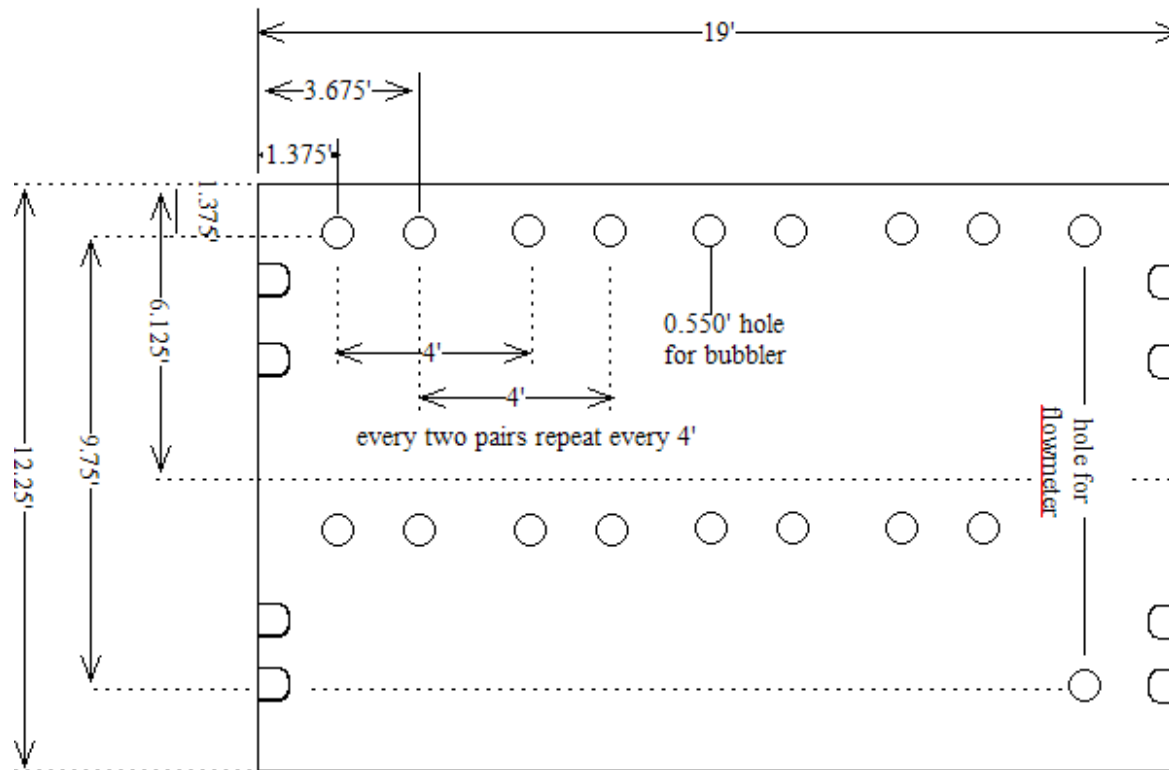 19'
3.675'
1.375'
1.375'
6.125'
9.75'
12.25'
0.550' hole
for bubbler
4'
4'
every two pairs repeat every 4'
hole for
flowmeter